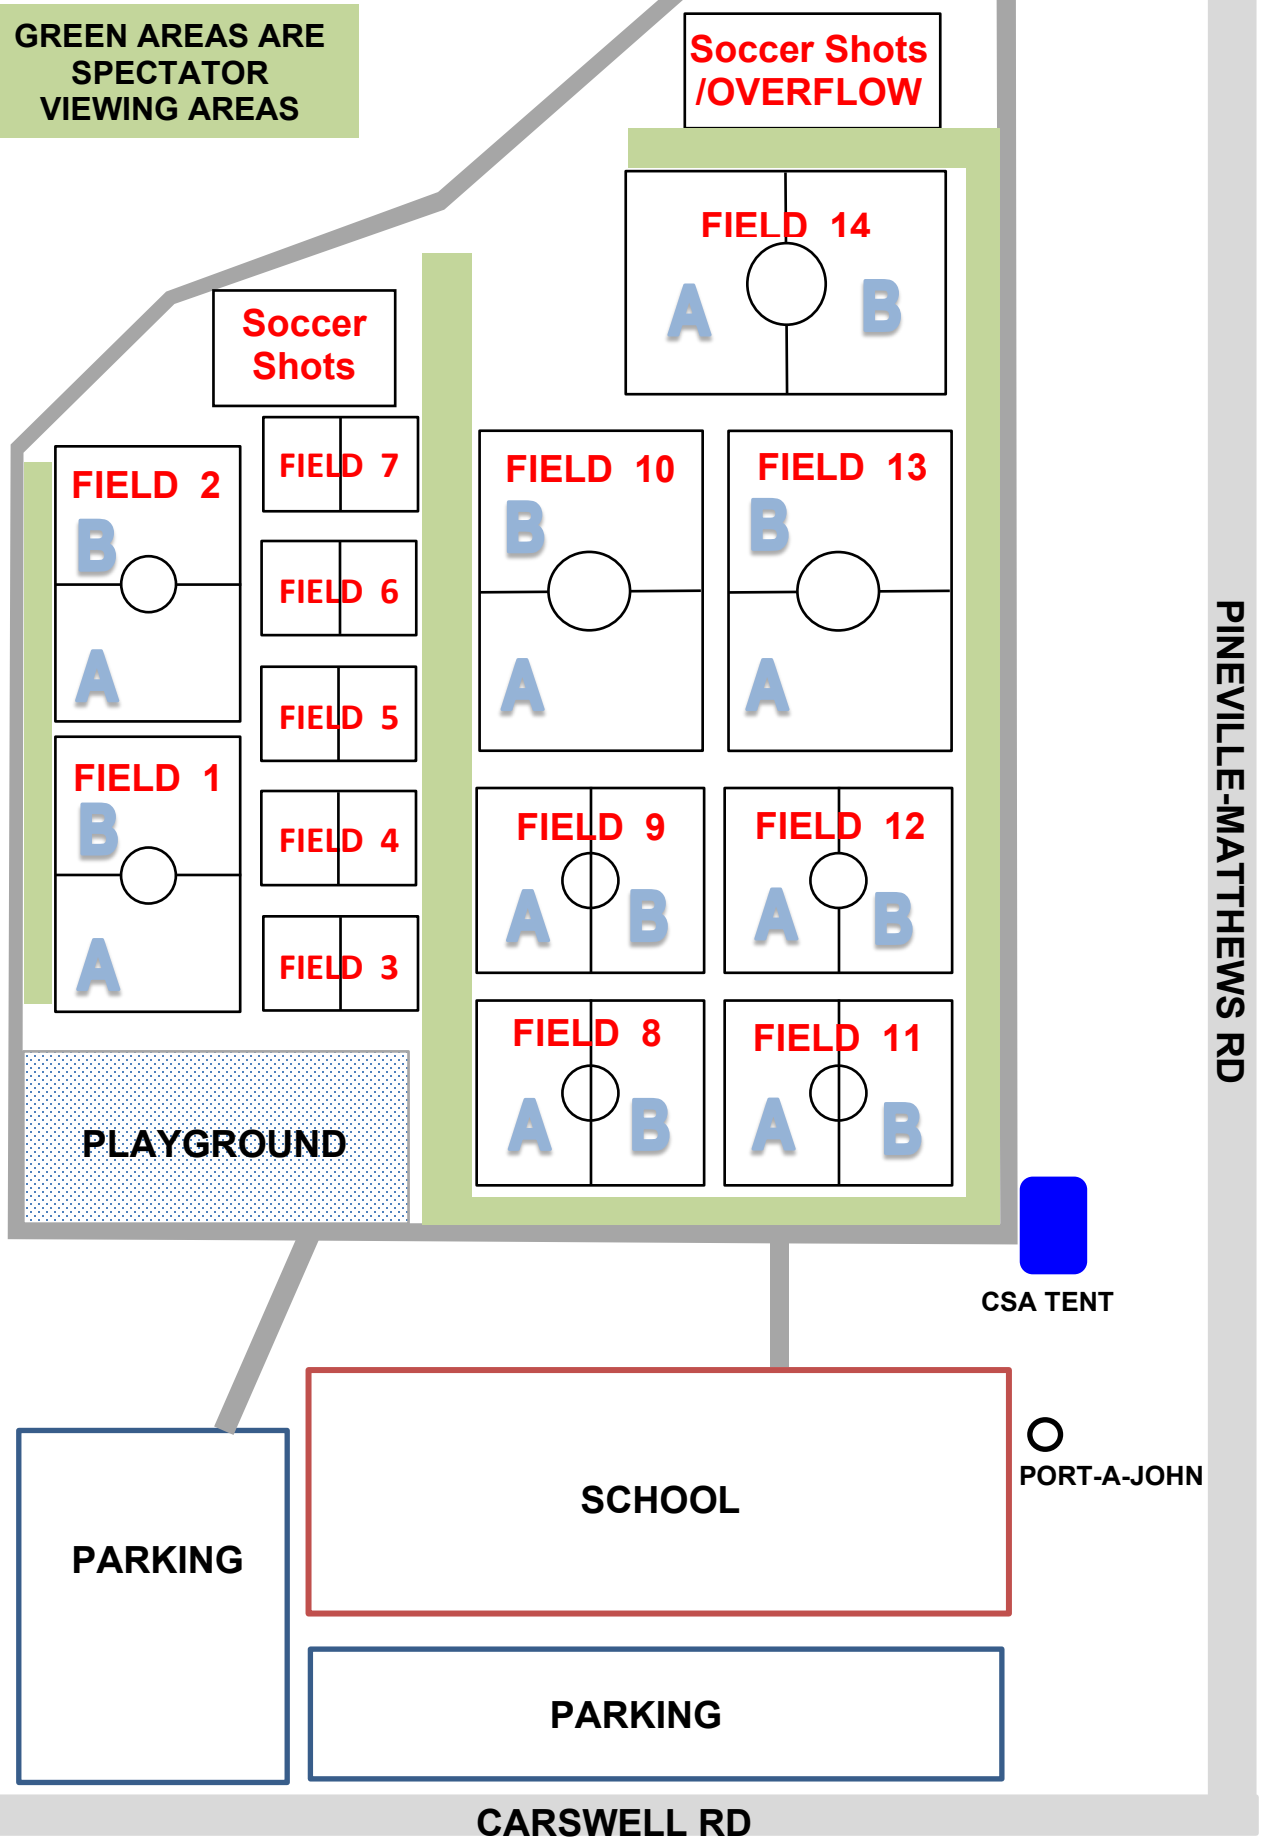 GREEN AREAS ARE
SPECTATOR
VIEWING AREAS
Soccer Shots
/OVERFLOW
FIELD 14
A
B
Soccer
Shots
FIELD 2
B
A
FIELD 7
FIELD 6
FIELD 5
FIELD 4
FIELD 3
FIELD 1
B
A
FIELD 10
B
A
FIELD 13
B
A
FIELD 9
A
B
FIELD 12
A
B
FIELD 8
A
B
FIELD 11
A
B
PINEVILLE-MATTHEWS RD
PLAYGROUND
CSA TENT
SCHOOL
PORT-A-JOHN
PARKING
PARKING
CARSWELL RD